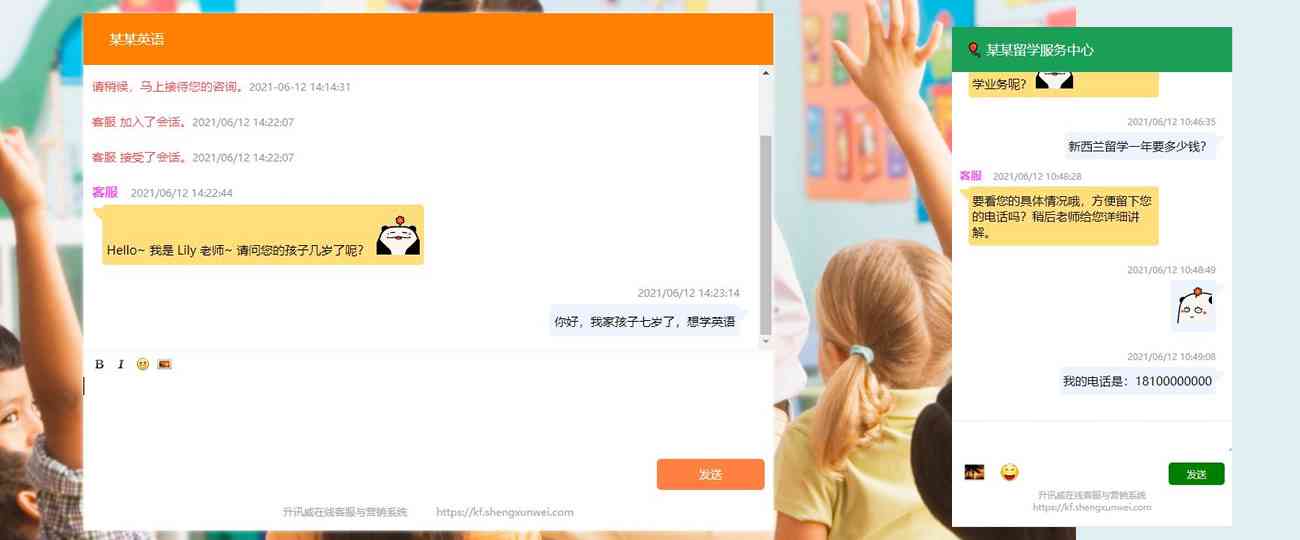 某某英语
请稍候，马上接待您的咨询。2021-06-12 14:14:31
客服 加入了会话。2021/06/12 14:22:07
客服 接受了会话。2021/06/12 14:22:07
客服 2021/06/12 14:22:44
Hello~ 我是 Lily 老师~ 请问您的孩子几岁了呢？
2021/06/12 14:23:14
你好，我家孩子七岁了，想学英语
B I
发送
升讯威在线客服与营销系统 https://kf.shengxunwei.com
某某留学服务中心
学业务呢？
2021/06/12 10:46:35
新西兰留学一年要多少钱？
客服 2021/06/12 10:48:28
要看您的具体情况哦，方便留下您
的电话吗？稍后老师给您详细讲
解。
2021/06/12 10:48:49
2021/06/12 10:49:08
我的电话是：18100000000
发送
升讯威在线客服与营销系统
https://kf.shengxunwei.com